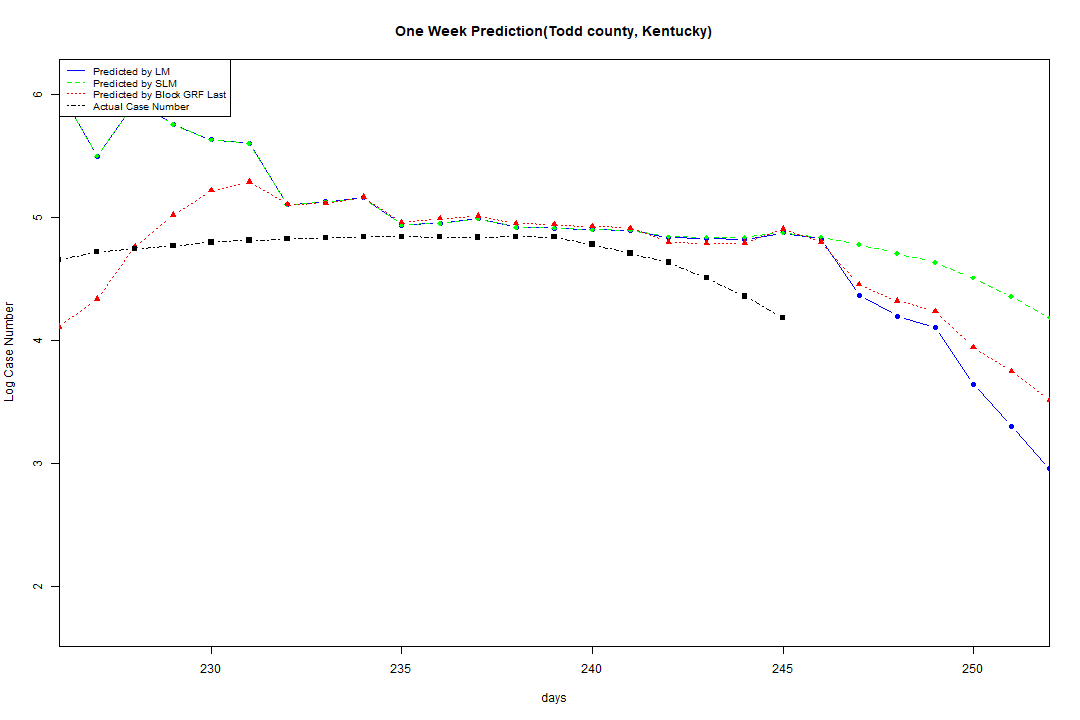 One Week Prediction(Todd county, Kentucky)
Predicted by LM
Predicted by SLM
Predicted by Block GRF Last
Actual Case Number
6
5
4
3
2
Log Case Number
230 235 240 245 250
days